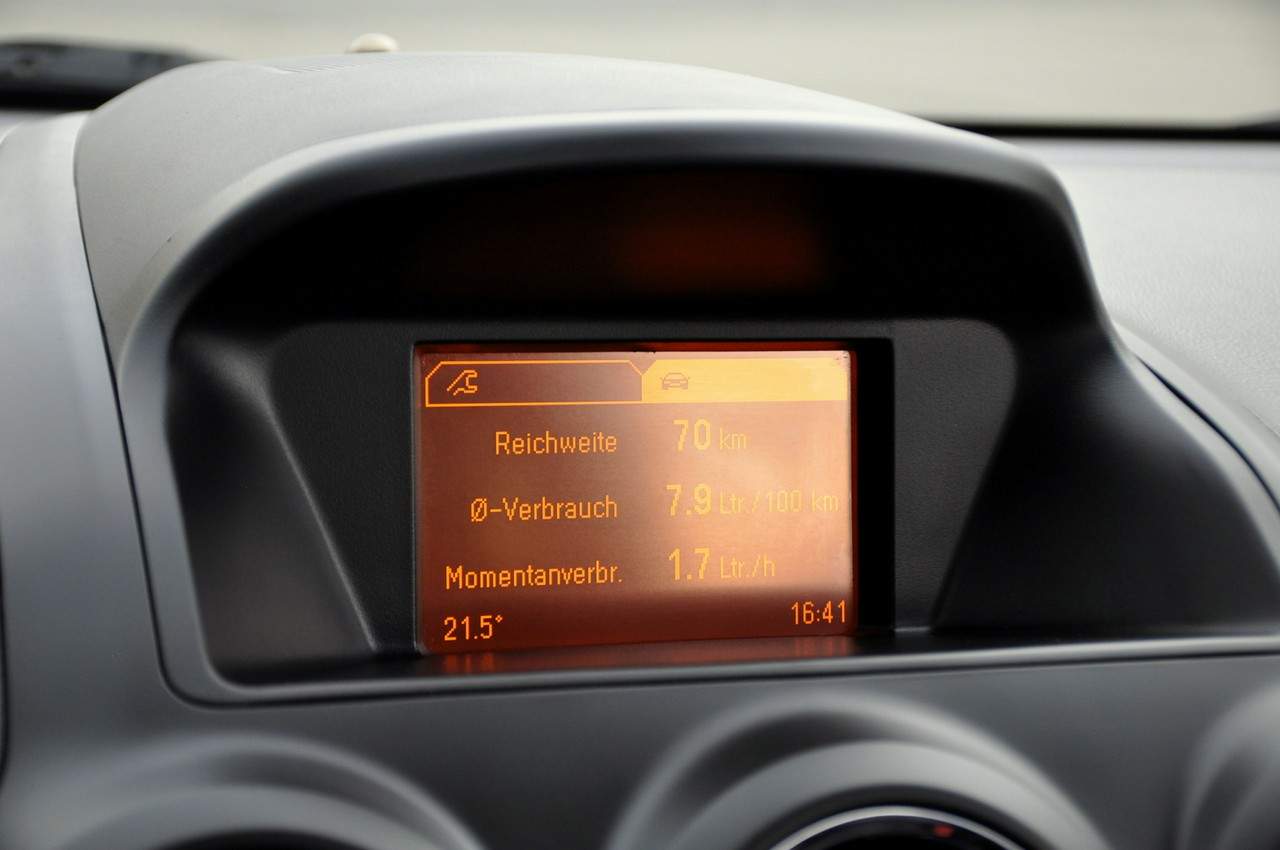 Reichweite 70 km
Ø-Verbrauch 7.9 Ltr./100 km
Momentanverbr. 1.7 Ltr./h
21.5° 16:41